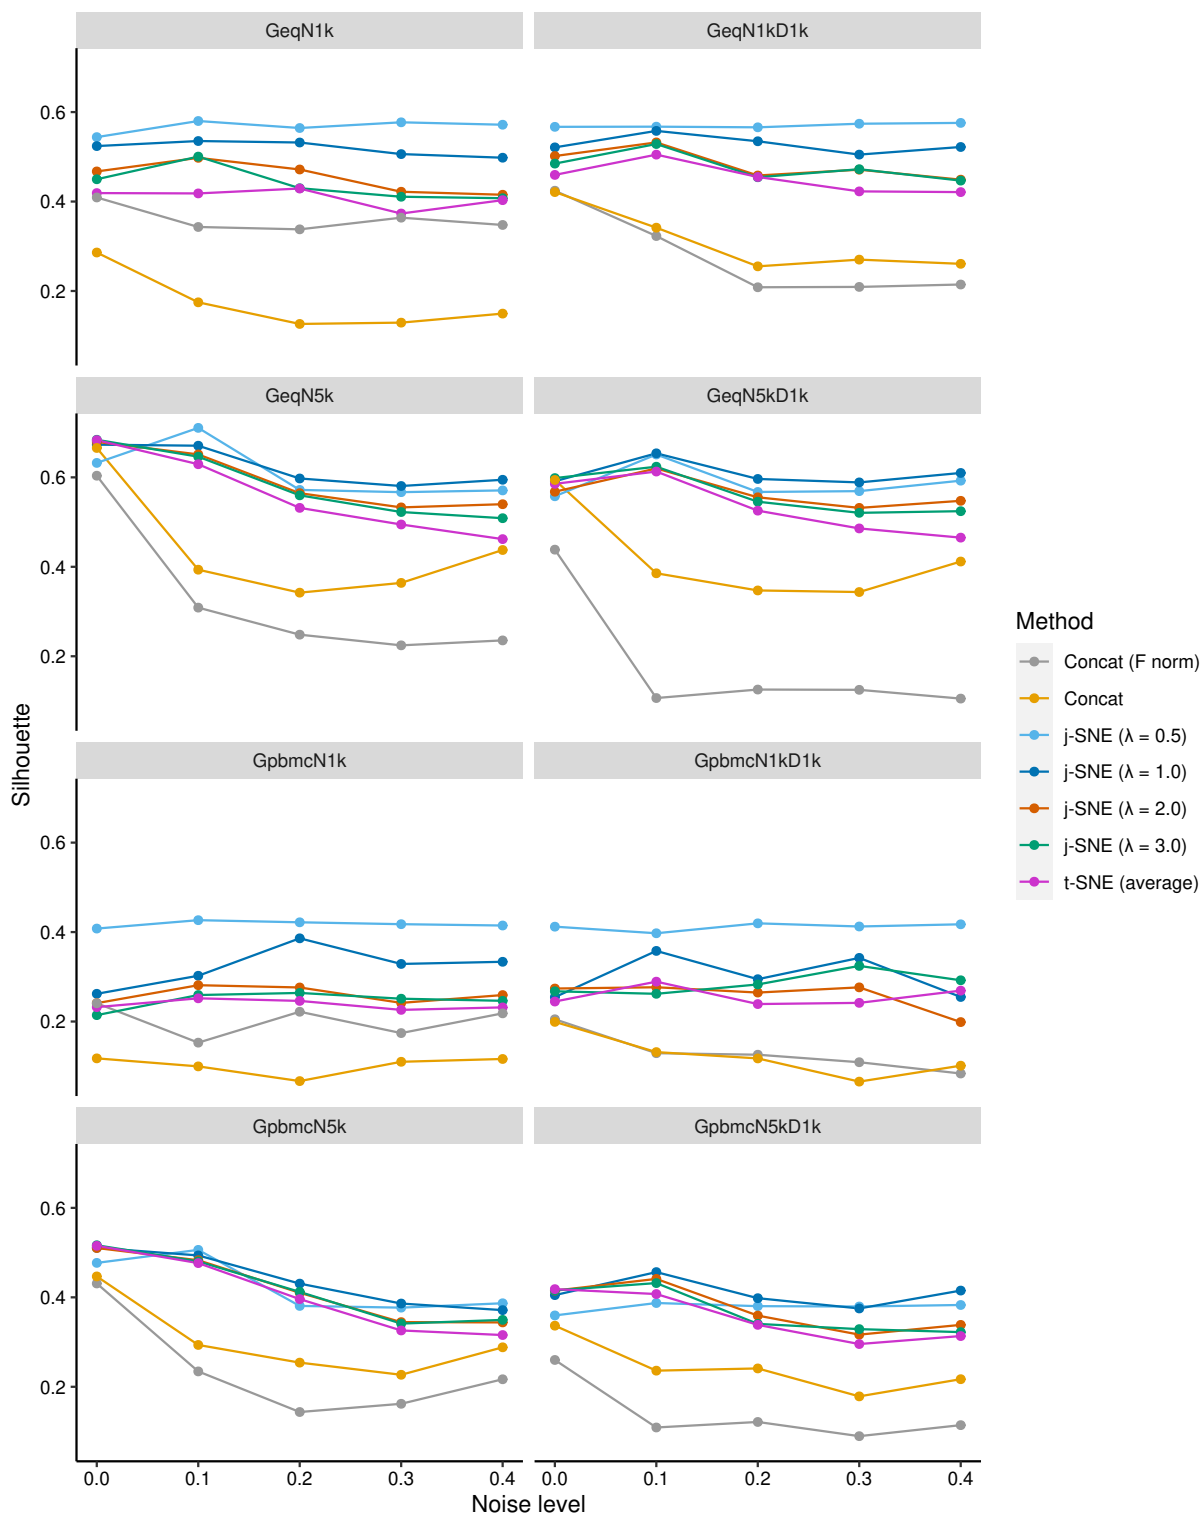 GeqN1k
GeqN1kD1k
0.6
0.4
0.2
GeqN5k
GeqN5kD1k
0.6
0.4
0.2
GpbmcN1k
GpbmcN1kD1k
0.6
0.4
0.2
GpbmcN5k
GpbmcN5kD1k
0.6
0.4
0.2
0.0 0.1 0.2 0.3 0.4
0.0 0.1 0.2 0.3 0.4
Noise level
Silhouette
Method
Concat (F norm)
Concat
j-SNE (λ = 0.5)
j-SNE (λ = 1.0)
j-SNE (λ = 2.0)
j-SNE (λ = 3.0)
t-SNE (average)